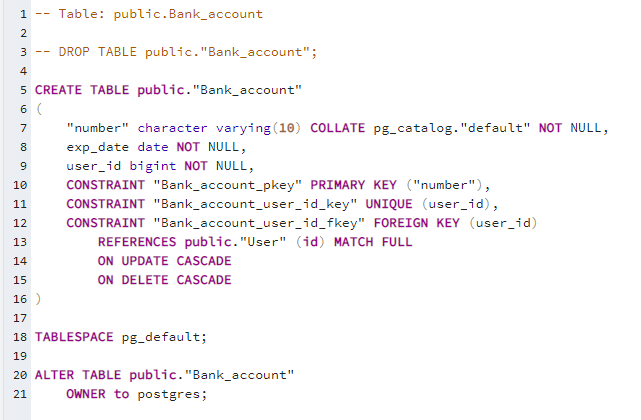 1 -- Table: public.Bank_account
2
3 -- DROP TABLE public."Bank_account";
4
5 CREATE TABLE public."Bank_account"
6 (
7     "number" character varying(10) COLLATE pg_catalog."default" NOT NULL,
8     exp_date date NOT NULL,
9     user_id bigint NOT NULL,
10     CONSTRAINT "Bank_account_pkey" PRIMARY KEY ("number"),
11     CONSTRAINT "Bank_account_user_id_key" UNIQUE (user_id),
12     CONSTRAINT "Bank_account_user_id_fkey" FOREIGN KEY (user_id)
13         REFERENCES public."User" (id) MATCH FULL
14         ON UPDATE CASCADE
15         ON DELETE CASCADE
16 )
17
18 TABLESPACE pg_default;
19
20 ALTER TABLE public."Bank_account"
21     OWNER to postgres;